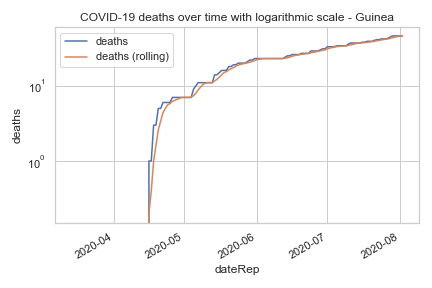 COVID-19 deaths over time with logarithmic scale - Guinea
deaths
deaths (rolling)
10¹
10⁰
deaths
2020-04
2020-05
2020-06
2020-07
2020-08
dateRep